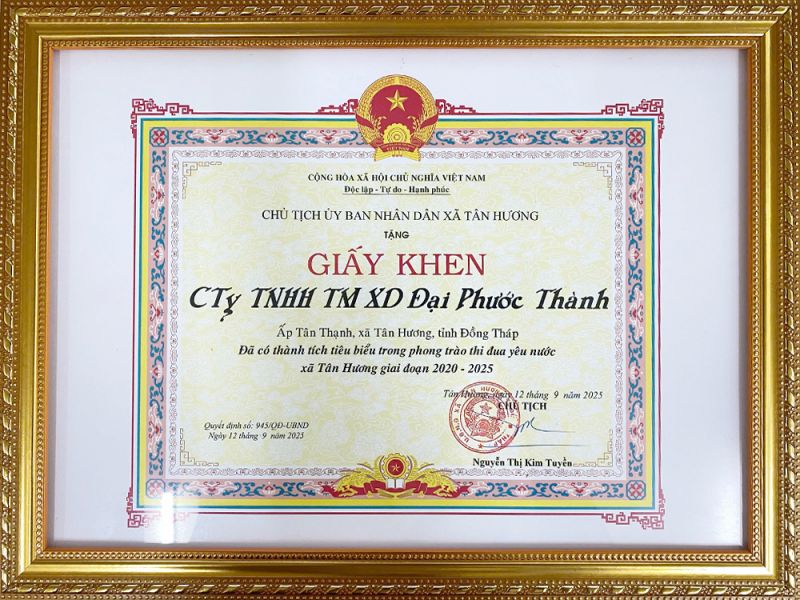 VIỆT NAM
CỘNG HÒA XÃ HỘI CHỦ NGHĨA VIỆT NAM
Độc lập - Tự do - Hạnh phúc
CHỦ TỊCH ỦY BAN NHÂN DÂN XÃ TÂN HƯƠNG
TẶNG
GIẤY KHEN
CTy TNHH TM XD Đại Phước Thành
Ấp Tân Thạnh, xã Tân Hương, tỉnh Đồng Tháp
Đã có thành tích tiêu biểu trong phong trào thi đua yêu nước
xã Tân Hương giai đoạn 2020 - 2025
Tân Hương, ngày 12 tháng 9 năm 2025
CHỦ TỊCH
Quyết định số: 945/QĐ-UBND
Ngày 12 tháng 9 năm 2025
Nguyễn Thị Kim Tuyền